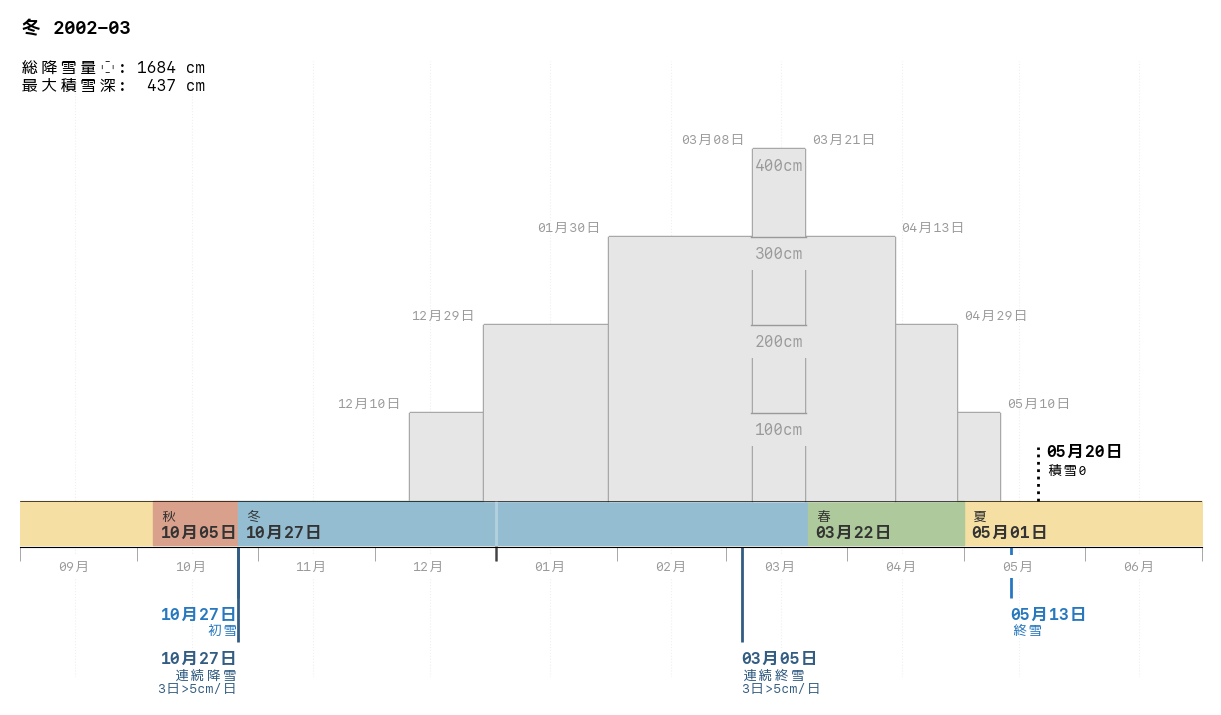 冬 2002–03
総降雪量: 1684 cm
最大積雪深: 437 cm
03月08日
03月21日
400cm
01月30日
04月13日
300cm
12月29日
04月29日
200cm
12月10日
05月10日
100cm
05月20日
積雪0
秋
10月05日
冬
10月27日
春
03月22日
夏
05月01日
09月
10月
11月
12月
01月
02月
03月
04月
05月
06月
10月27日
初雪
05月13日
終雪
10月27日
連続降雪
3日>5cm/日
03月05日
連続終雪
3日>5cm/日